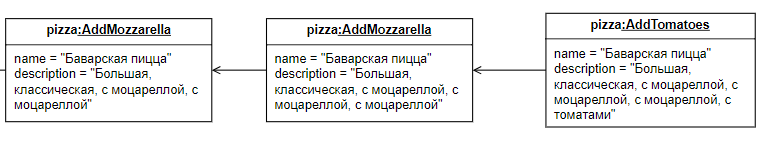 pizza:AddMozzarella
name = "Баварская пицца"
description = "Большая,
классическая, с моцареллой, с
моцареллой"
pizza:AddMozzarella
name = "Баварская пицца"
description = "Большая,
классическая, с моцареллой, с
моцареллой, с моцареллой"
pizza:AddTomatoes
name = "Баварская пицца"
description = "Большая,
классическая, с моцареллой, с
моцареллой, с моцареллой, с
томатами"